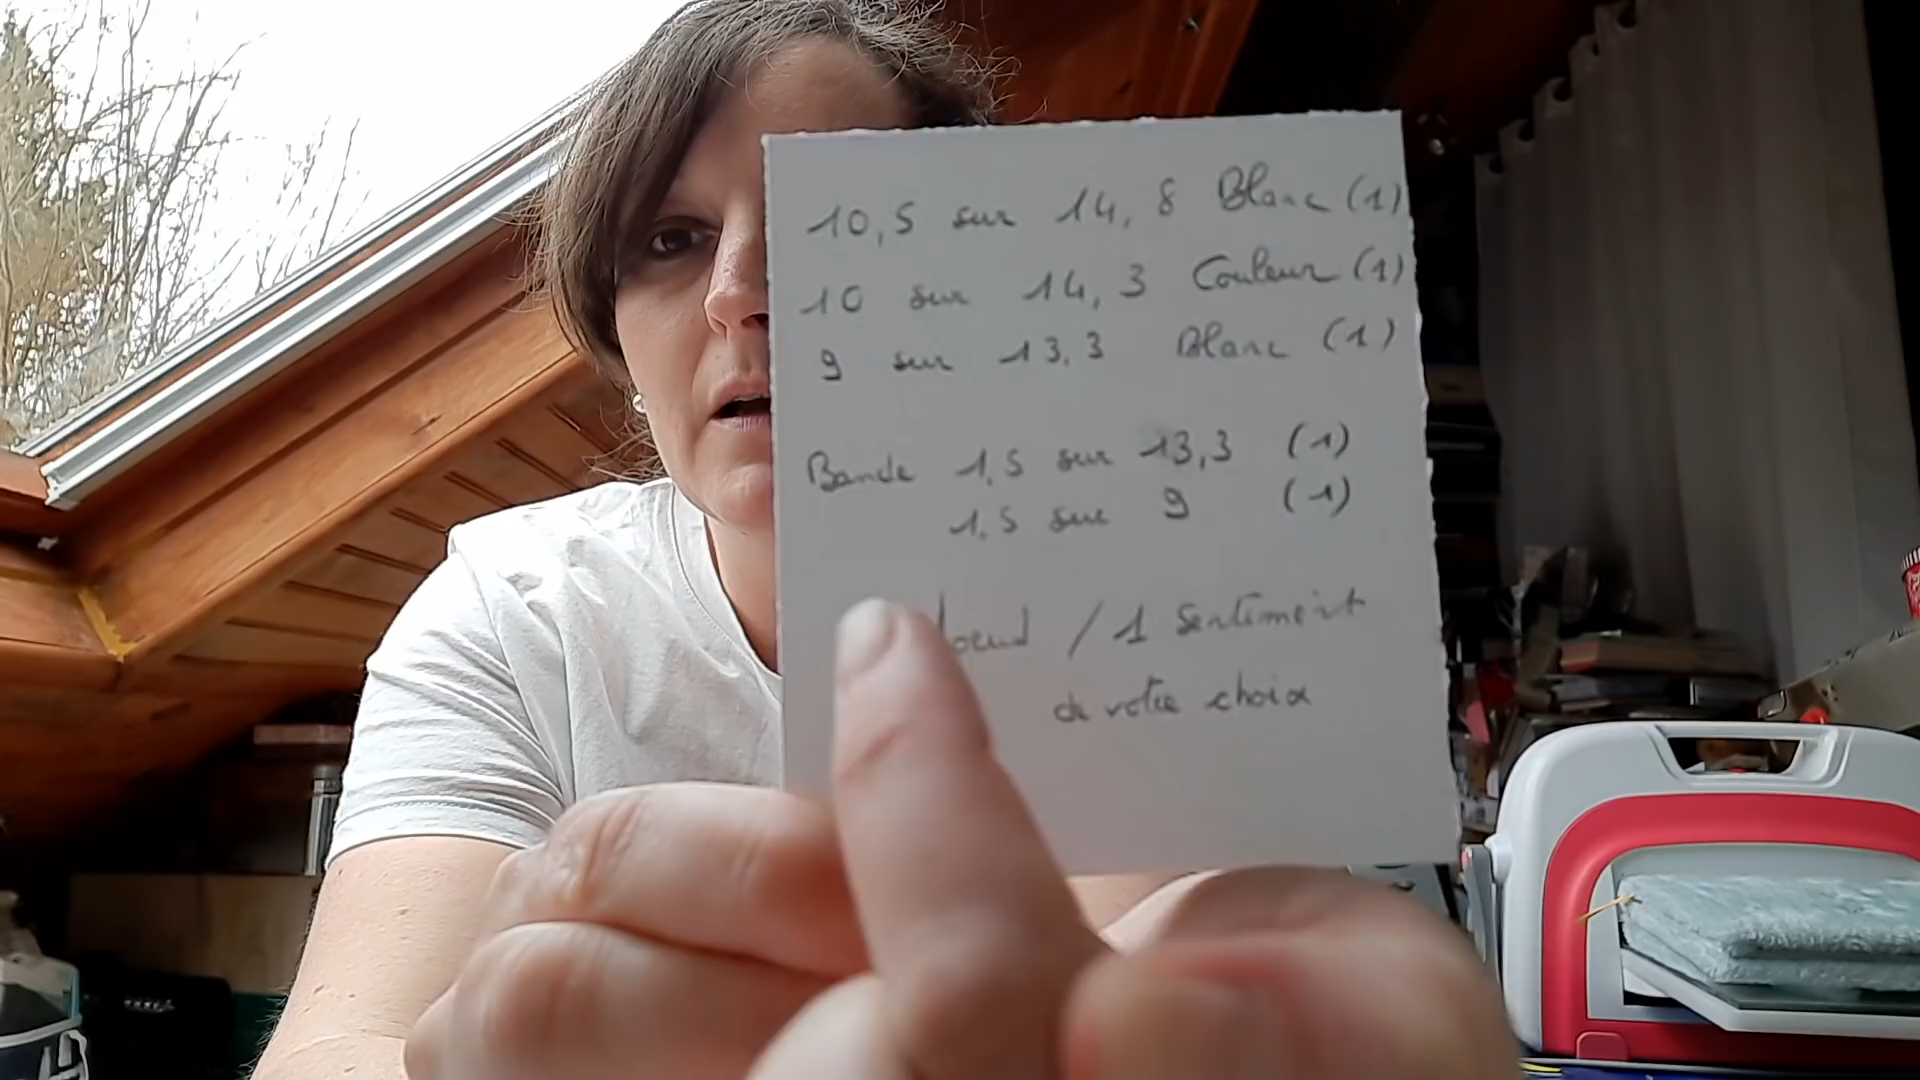 10,5 sur 14,8 Blanc (1)
10 sur 14,3 Couleur (1)
9 sur 13,3 Blanc (1)
Bande 1,5 sur 13,3 (1)
1,5 sur 9 (1)
/ 1 sentiment
de votre choix